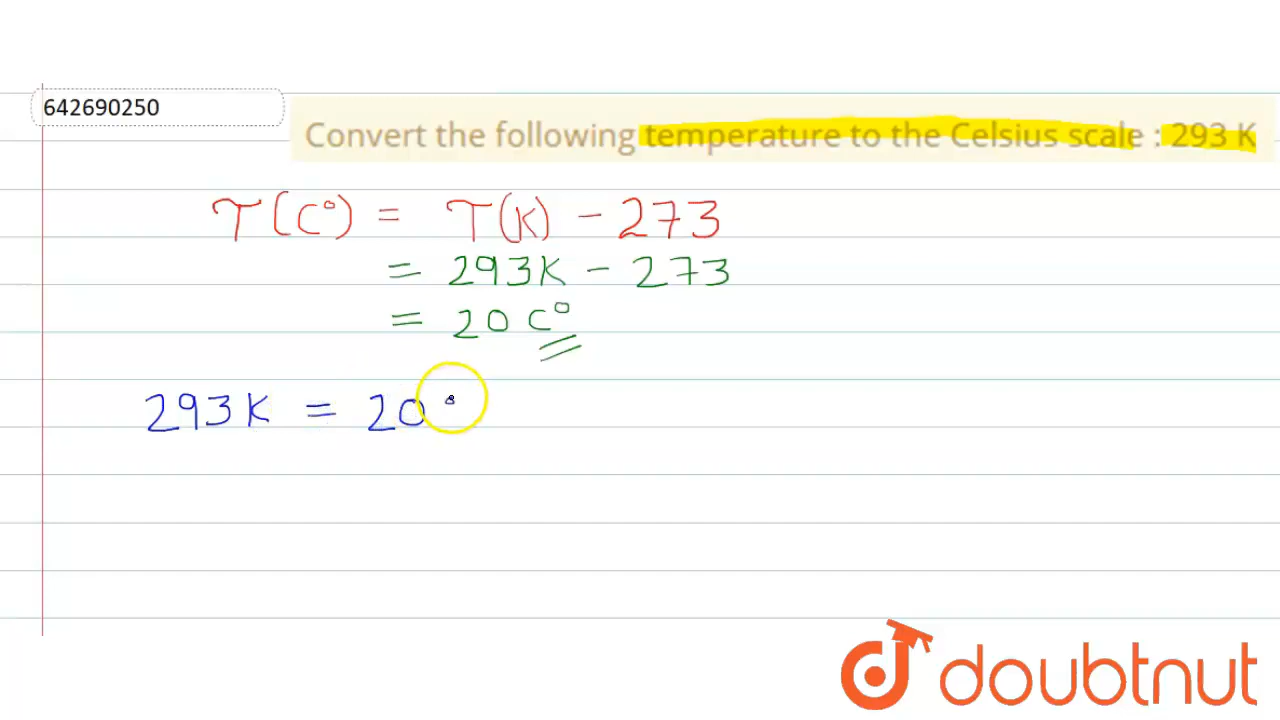 642690250
Convert the following temperature to the Celsius scale : 293 K
T(C°) = T(K) - 273
= 293K - 273
= 20 C°
293K = 20 °
doubtnut